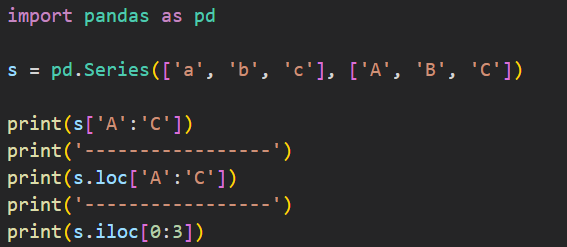 import pandas as pd
s = pd.Series(['a', 'b', 'c'], ['A', 'B', 'C'])
print(s['A':'C'])
print('-----------------')
print(s.loc['A':'C'])
print('-----------------')
print(s.iloc[0:3])